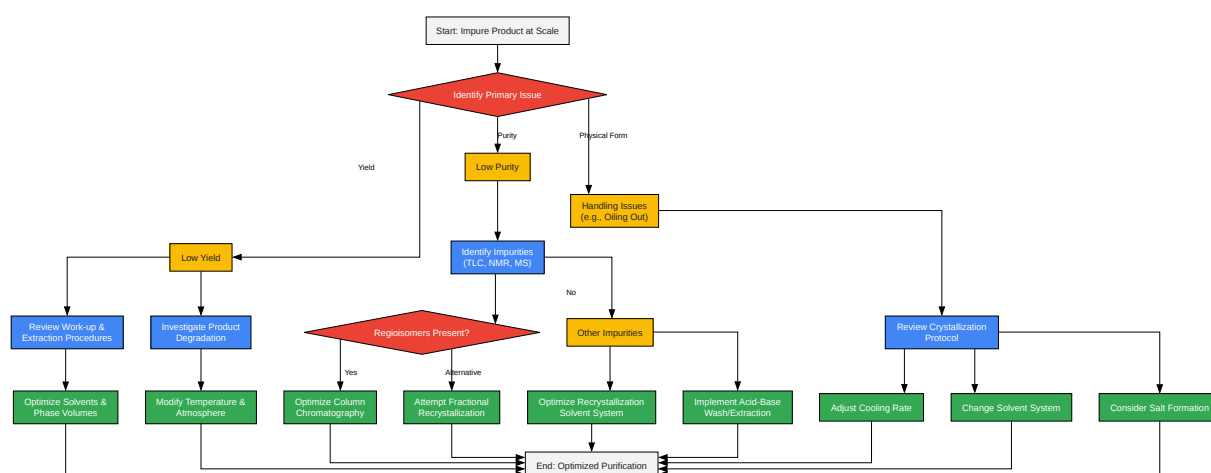 Start: Impure Product at Scale
Identify Primary Issue
Purity
Physical Form
Yield
Low Purity
Handling Issues
(e.g., Oiling Out)
Low Yield
Identify Impurities
(TLC, NMR, MS)
No
Review Work-up &
Extraction Procedures
Investigate Product
Degradation
Regioisomers Present?
Other Impurities
Review Crystallization
Protocol
Yes
Alternative
Optimize Solvents &
Phase Volumes
Modify Temperature &
Atmosphere
Optimize Column
Chromatography
Attempt Fractional
Recrystallization
Optimize Recrystallization
Solvent System
Implement Acid-Base
Wash/Extraction
Adjust Cooling Rate
Change Solvent System
Consider Salt Formation
End: Optimized Purification